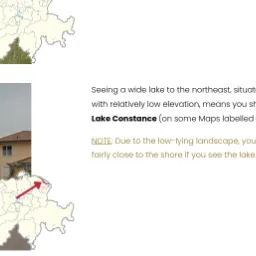 Seeing a wide lake to the northeast, situat
with relatively low elevation, means you sh
Lake Constance (on some Maps labelled
NOTE: Due to the low-lying landscape, you
fairly close to the shore if you see the lake.